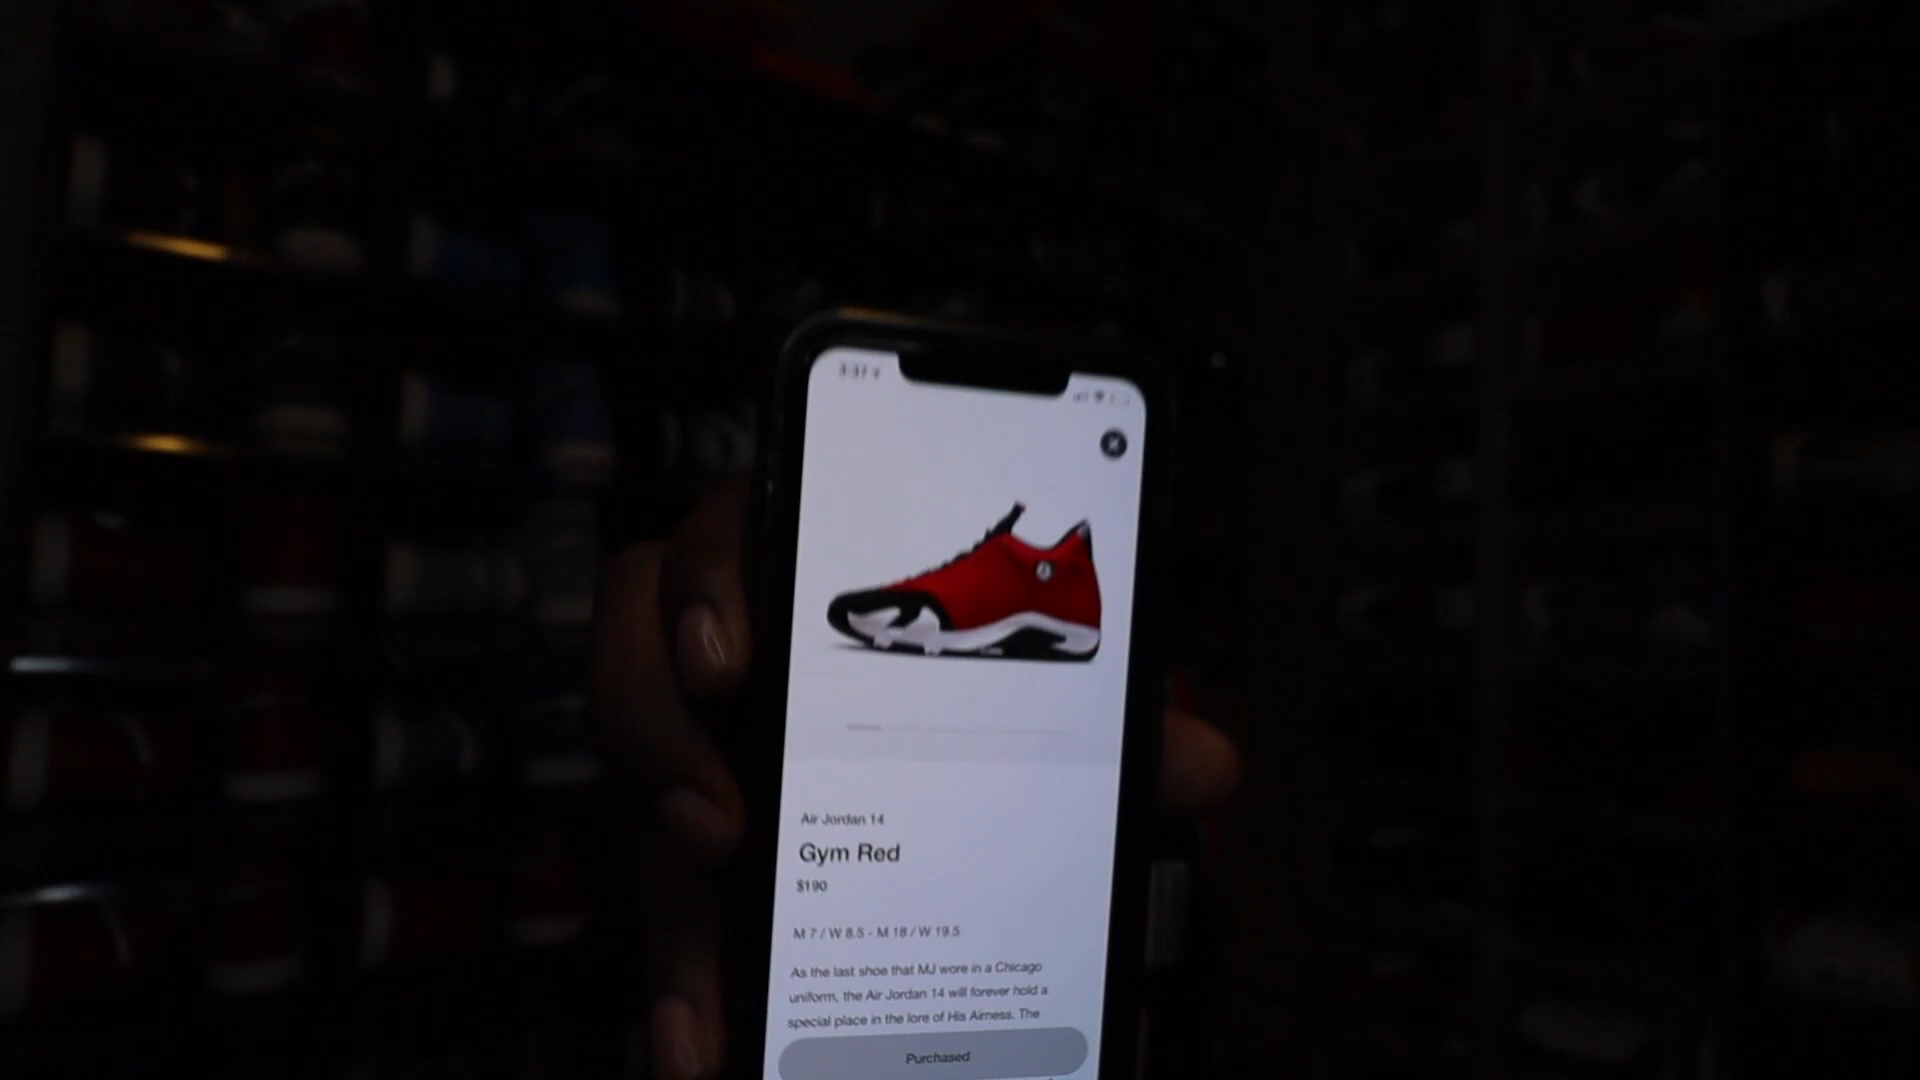 Air Jordan 14
Gym Red
$190
M 7 / W 8.5 - M 18 / W 19.5
As the last shoe that MJ wore in a Chicago
uniform, the Air Jordan 14 will forever hold a
special place in the lore of His Airness. The
Purchased